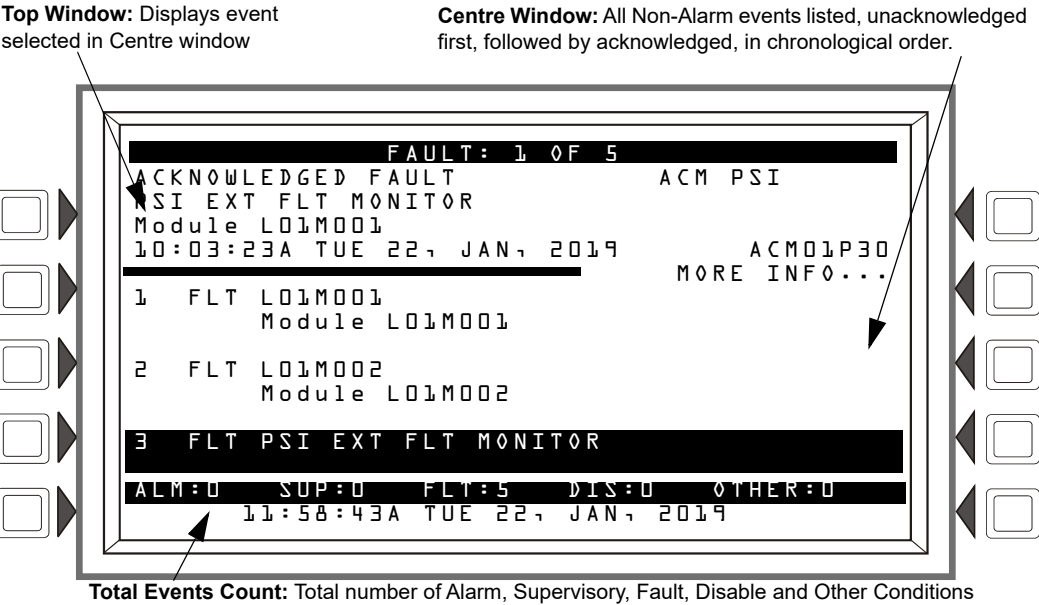 Top Window: Displays event
selected in Centre window
Centre Window: All Non-Alarm events listed, unacknowledged
first, followed by acknowledged, in chronological order.
FAULT: 1 OF 5
ACKNOWLEDGED FAULT ACM PSI
PSI EXT FLT MONITOR
Module L01M001
10:03:23A TUE 22, JAN, 2019 ACM01P30
MORE INFO...
1 FLT L01M001
Module L01M001
2 FLT L01M002
Module L01M002
3 FLT PSI EXT FLT MONITOR
ALM:0 SUP:0 FLT:5 DIS:0 OTHER:0
11:58:43A TUE 22, JAN, 2019
Total Events Count: Total number of Alarm, Supervisory, Fault, Disable and Other Conditions